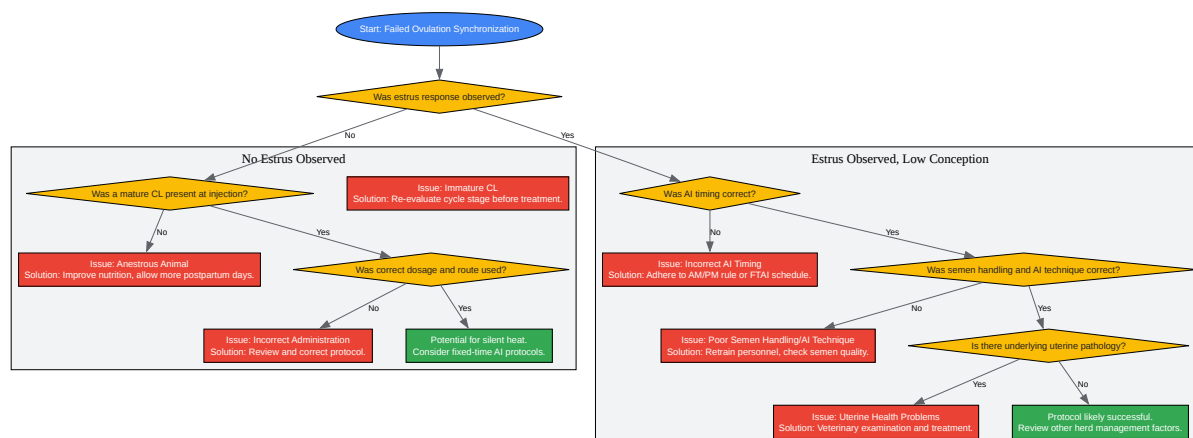 Start: Failed Ovulation Synchronization
Was estrus response observed?
No
Yes
No Estrus Observed
Was a mature CL present at injection?
Issue: Immature CL
Solution: Re-evaluate cycle stage before treatment.
No
Yes
Issue: Anestrous Animal
Solution: Improve nutrition, allow more postpartum days.
Was correct dosage and route used?
No
Yes
Issue: Incorrect Administration
Solution: Review and correct protocol.
Potential for silent heat.
Consider fixed-time AI protocols.
Estrus Observed, Low Conception
Was AI timing correct?
No
Yes
Issue: Incorrect AI Timing
Solution: Adhere to AM/PM rule or FTAI schedule.
Was semen handling and AI technique correct?
No
Yes
Issue: Poor Semen Handling/AI Technique
Solution: Retrain personnel, check semen quality.
Is there underlying uterine pathology?
Yes
No
Issue: Uterine Health Problems
Solution: Veterinary examination and treatment.
Protocol likely successful.
Review other herd management factors.